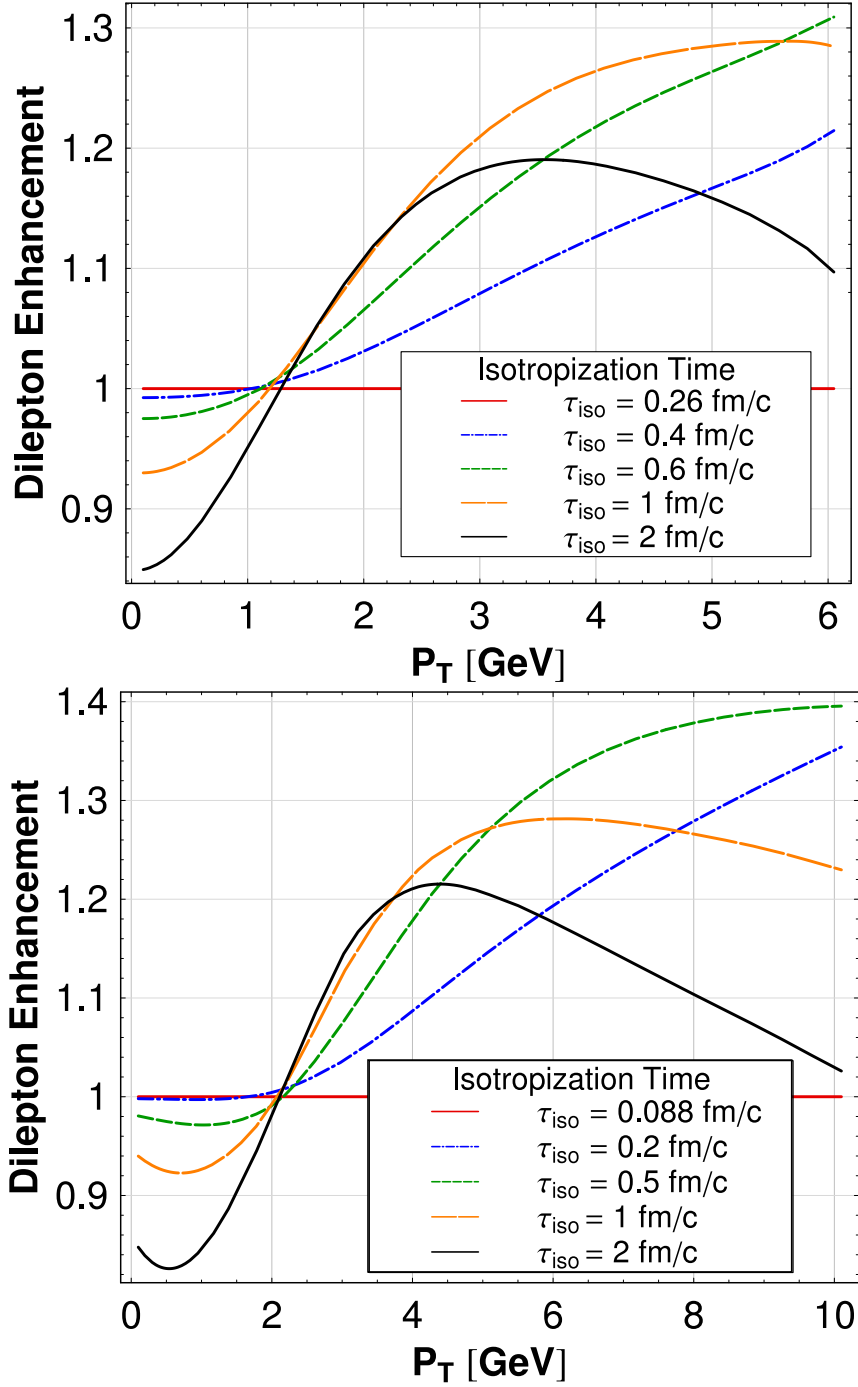 1.3
1.2
1.1
1
0.9
Dilepton Enhancement
Isotropization Time
τiso = 0.26 fm/c
τiso = 0.4 fm/c
τiso = 0.6 fm/c
τiso = 1 fm/c
τiso = 2 fm/c
0 1 2 3 4 5 6
PT [GeV]
1.4
1.3
1.2
1.1
1
0.9
Dilepton Enhancement
Isotropization Time
τiso = 0.088 fm/c
τiso = 0.2 fm/c
τiso = 0.5 fm/c
τiso = 1 fm/c
τiso = 2 fm/c
0 2 4 6 8 10
PT [GeV]